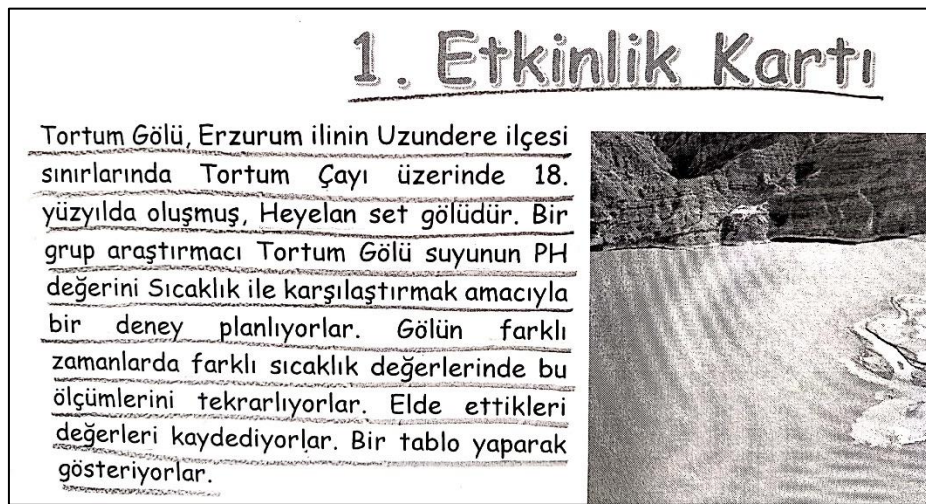 1. Etkinlik Kartı
Tortum Gölü, Erzurum ilinin Uzundere ilçesi
sınırlarında Tortum Çayı üzerinde 18.
yüzyılda oluşmuş, Heyelan set gölüdür. Bir
grup araştırmacı Tortum Gölü suyunun PH
değerini Sıcaklık ile karşılaştırmak amacıyla
bir deney planlıyorlar. Gölün farklı
zamanlarda farklı sıcaklık değerlerinde bu
ölçümlerini tekrarlıyorlar. Elde ettikleri
değerleri kaydediyorlar. Bir tablo yaparak
gösteriyorlar.